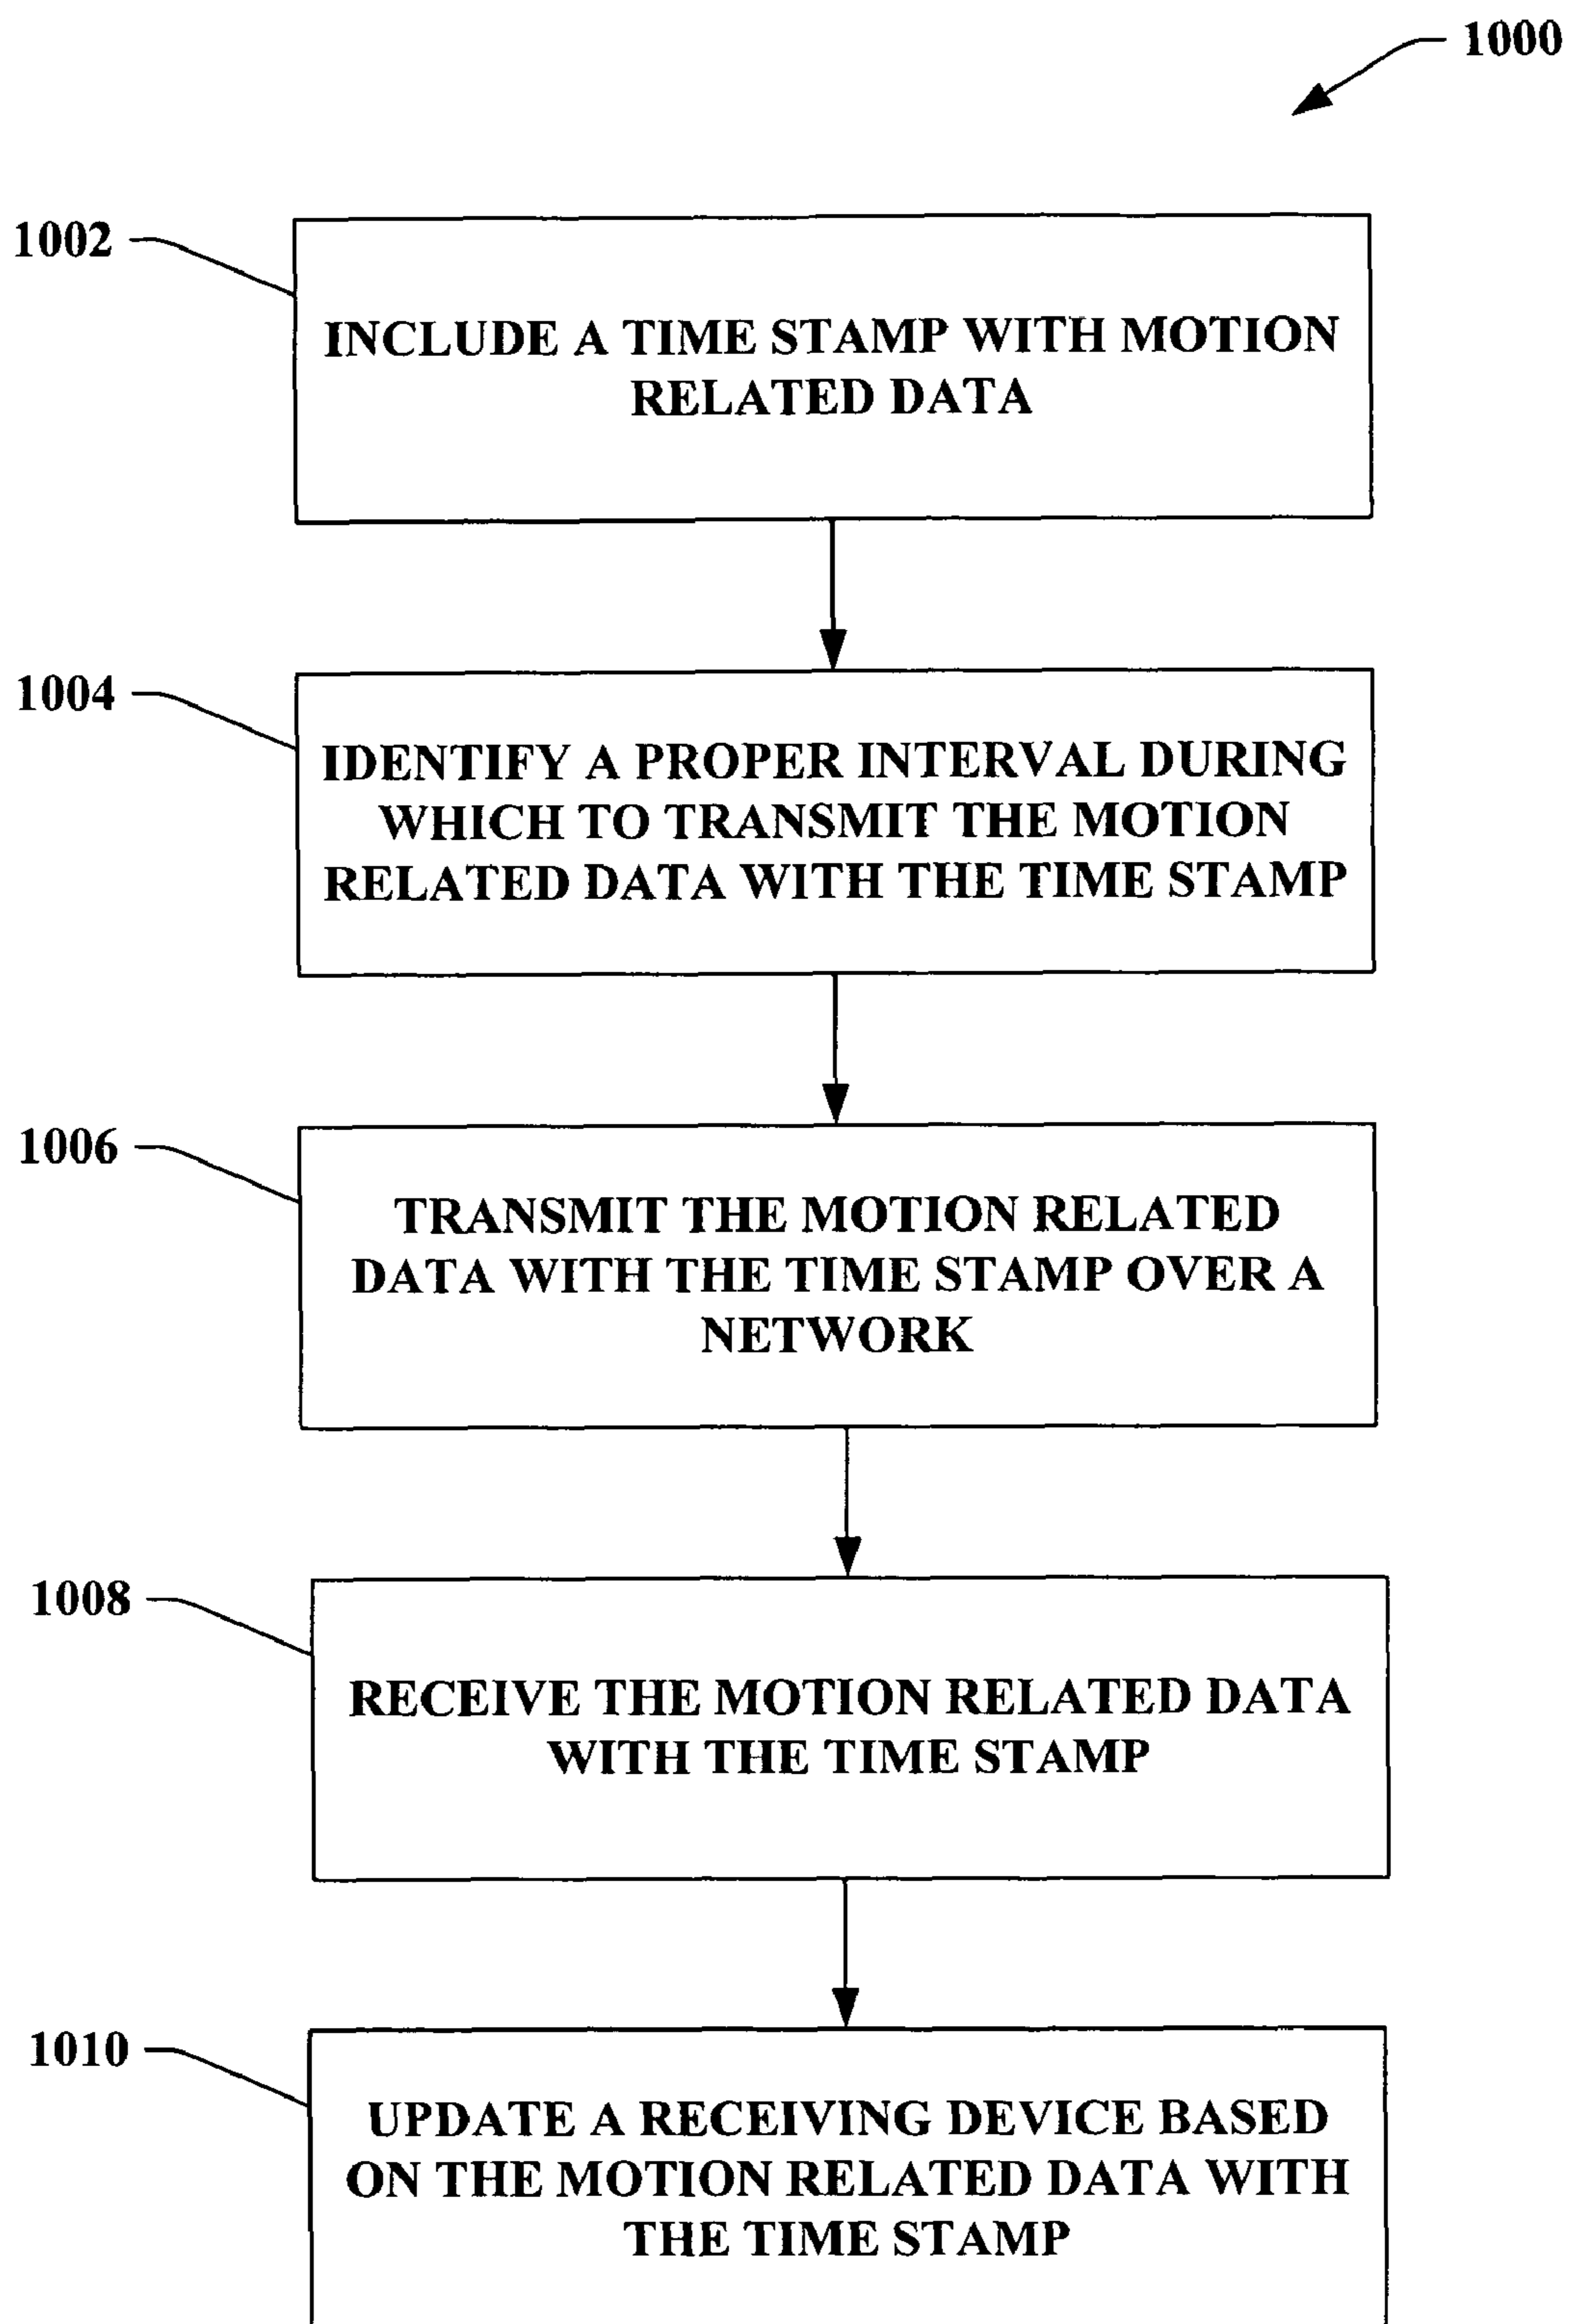 1000
1002
INCLUDE A TIME STAMP WITH MOTION
RELATED DATA
1004
IDENTIFY A PROPER INTERVAL DURING
WHICH TO TRANSMIT THE MOTION
RELATED DATA WITH THE TIME STAMP
1006
TRANSMIT THE MOTION RELATED
DATA WITH THE TIME STAMP OVER A
NETWORK
1008
RECEIVE THE MOTION RELATED DATA
WITH THE TIME STAMP
1010
UPDATE A RECEIVING DEVICE BASED
ON THE MOTION RELATED DATA WITH
THE TIME STAMP